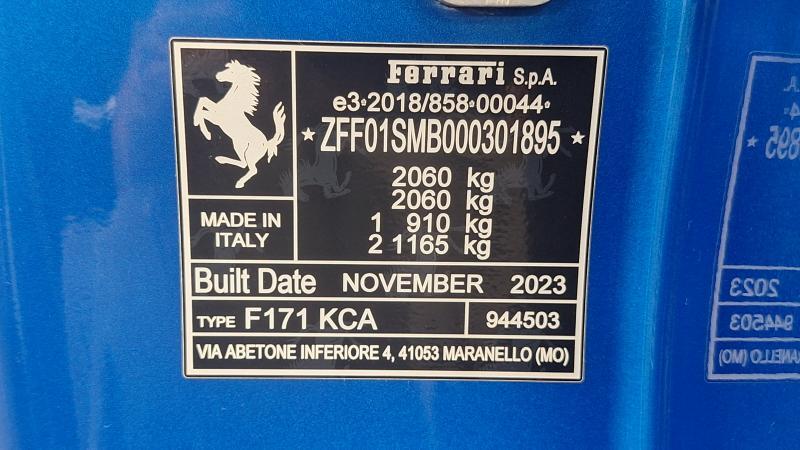 Ferrari S.p.A.
e3*2018/858*00044*
★ ZFF01SMB000301895 ★
2060 kg
2060 kg
1 910 kg
2 1165 kg
MADE IN
ITALY
Built Date NOVEMBER 2023
TYPE F171 KCA 944503
VIA ABETONE INFERIORE 4, 41053 MARANELLO (MO)